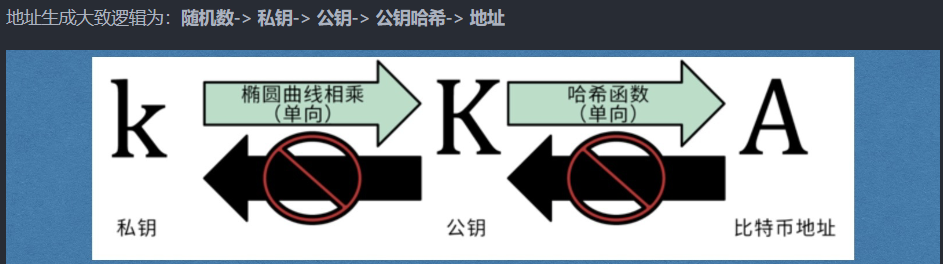 地址生成大致逻辑为：随机数-> 私钥-> 公钥-> 公钥哈希-> 地址
椭圆曲线相乘
（单向）
哈希函数
（单向）
k
K
A
私钥
公钥
比特币地址